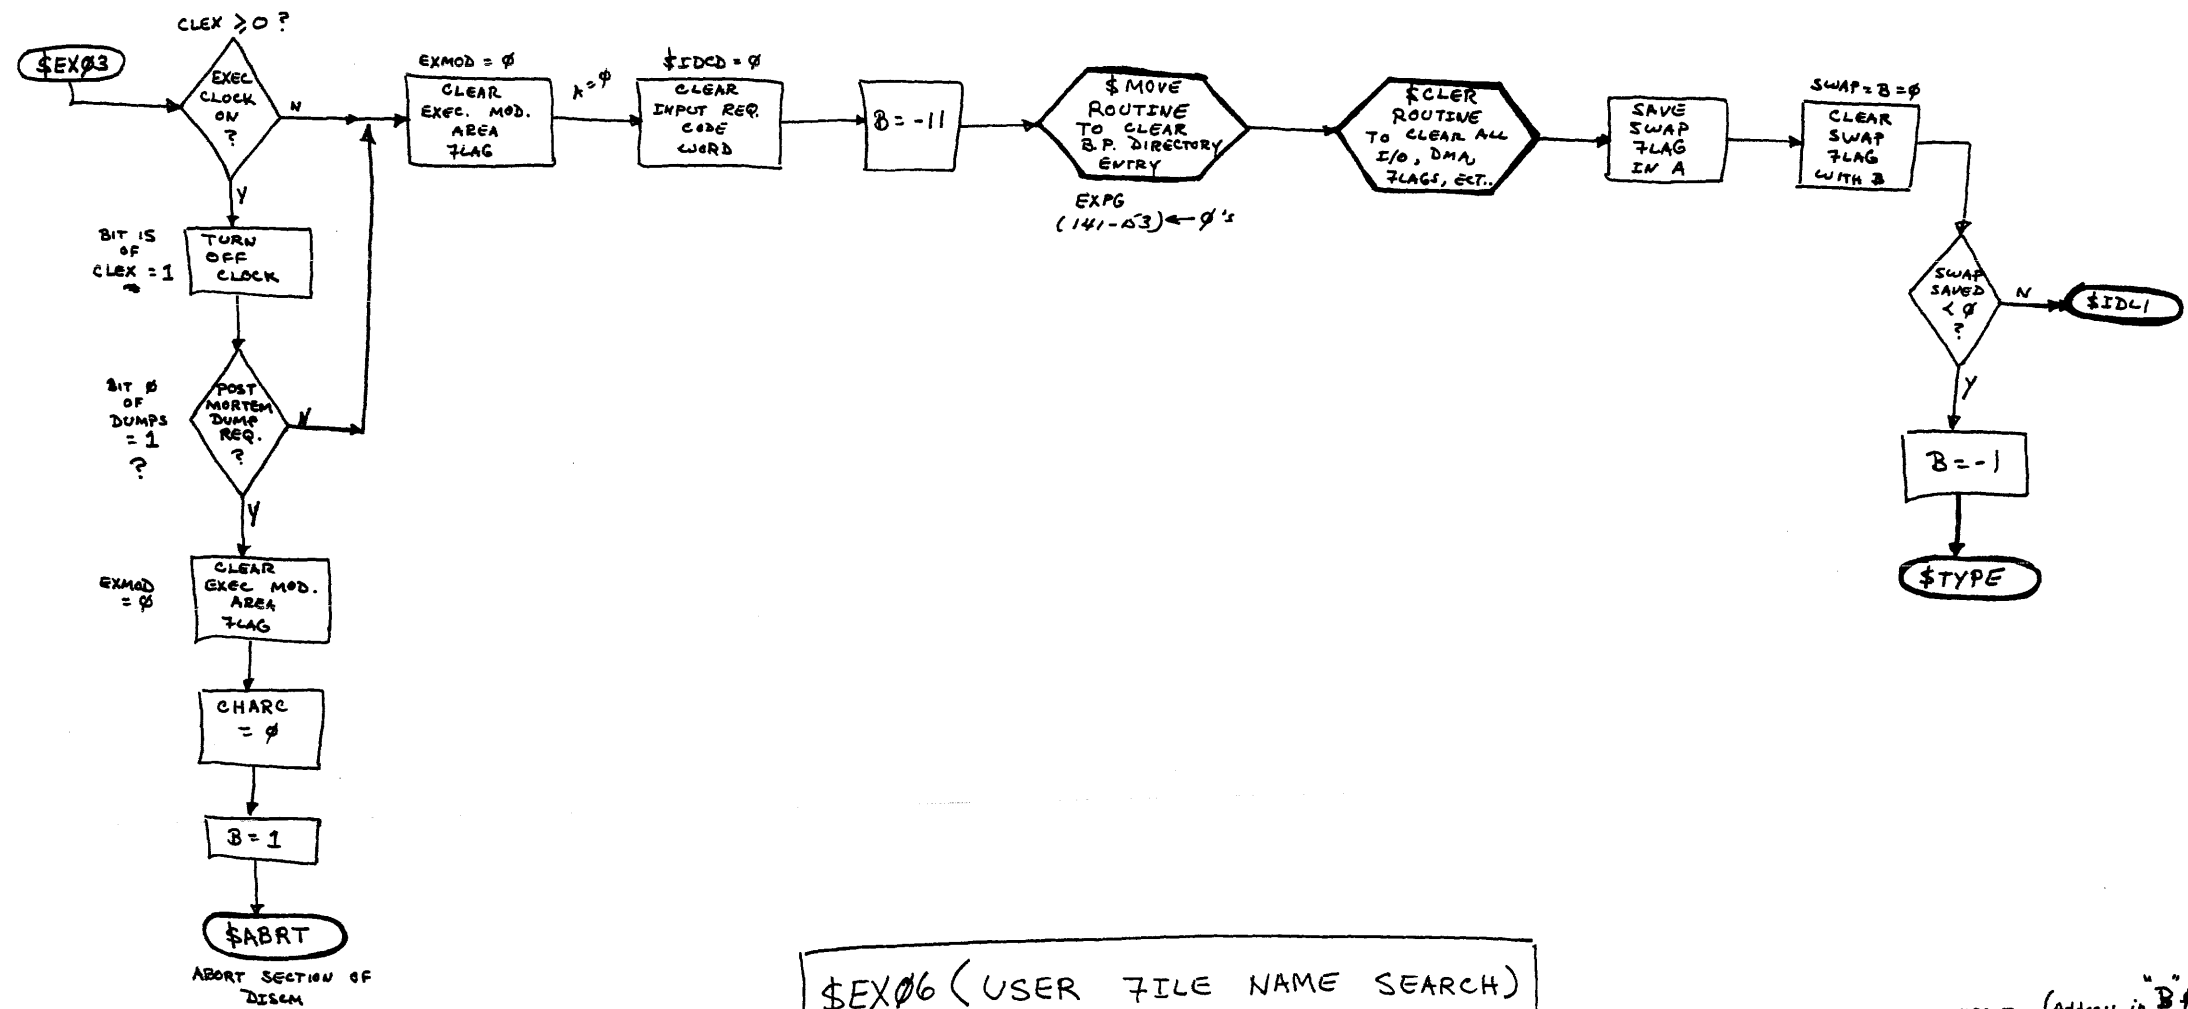 $EXØ3
CLEX ≥ 0 ?
EXEC
CLOCK
ON
?
N
Y
BIT 15
OF
CLEX = 1
TURN
OFF
CLOCK
BIT Ø
OF
DUMPS
= 1
?
POST
MORTEM
DUMP
REQ.
?
N
Y
EXMOD
= Ø
CLEAR
EXEC MOD.
AREA
FLAG
CHARC
= Ø
B = 1
$ABRT
ABORT SECTION OF
DISCM
EXMOD = Ø
CLEAR
EXEC. MOD.
AREA
FLAG
A = Ø
$IDCD = Ø
CLEAR
INPUT REQ.
CODE
WORD
B = -11
$MOVE
ROUTINE
TO CLEAR
B.P. DIRECTORY
ENTRY
EXPG
(141-153) ← Ø's
$CLER
ROUTINE
TO CLEAR ALL
I/O, DMA,
FLAGS, ECT..
SAVE
SWAP
FLAG
IN A
SWAP = B = Ø
CLEAR
SWAP
FLAG
WITH B
SWAP
SAVED
< Ø
?
N
$IDL1
Y
B = -1
$TYPE
$EXØ6 (USER FILE NAME SEARCH)
(Address in "B"